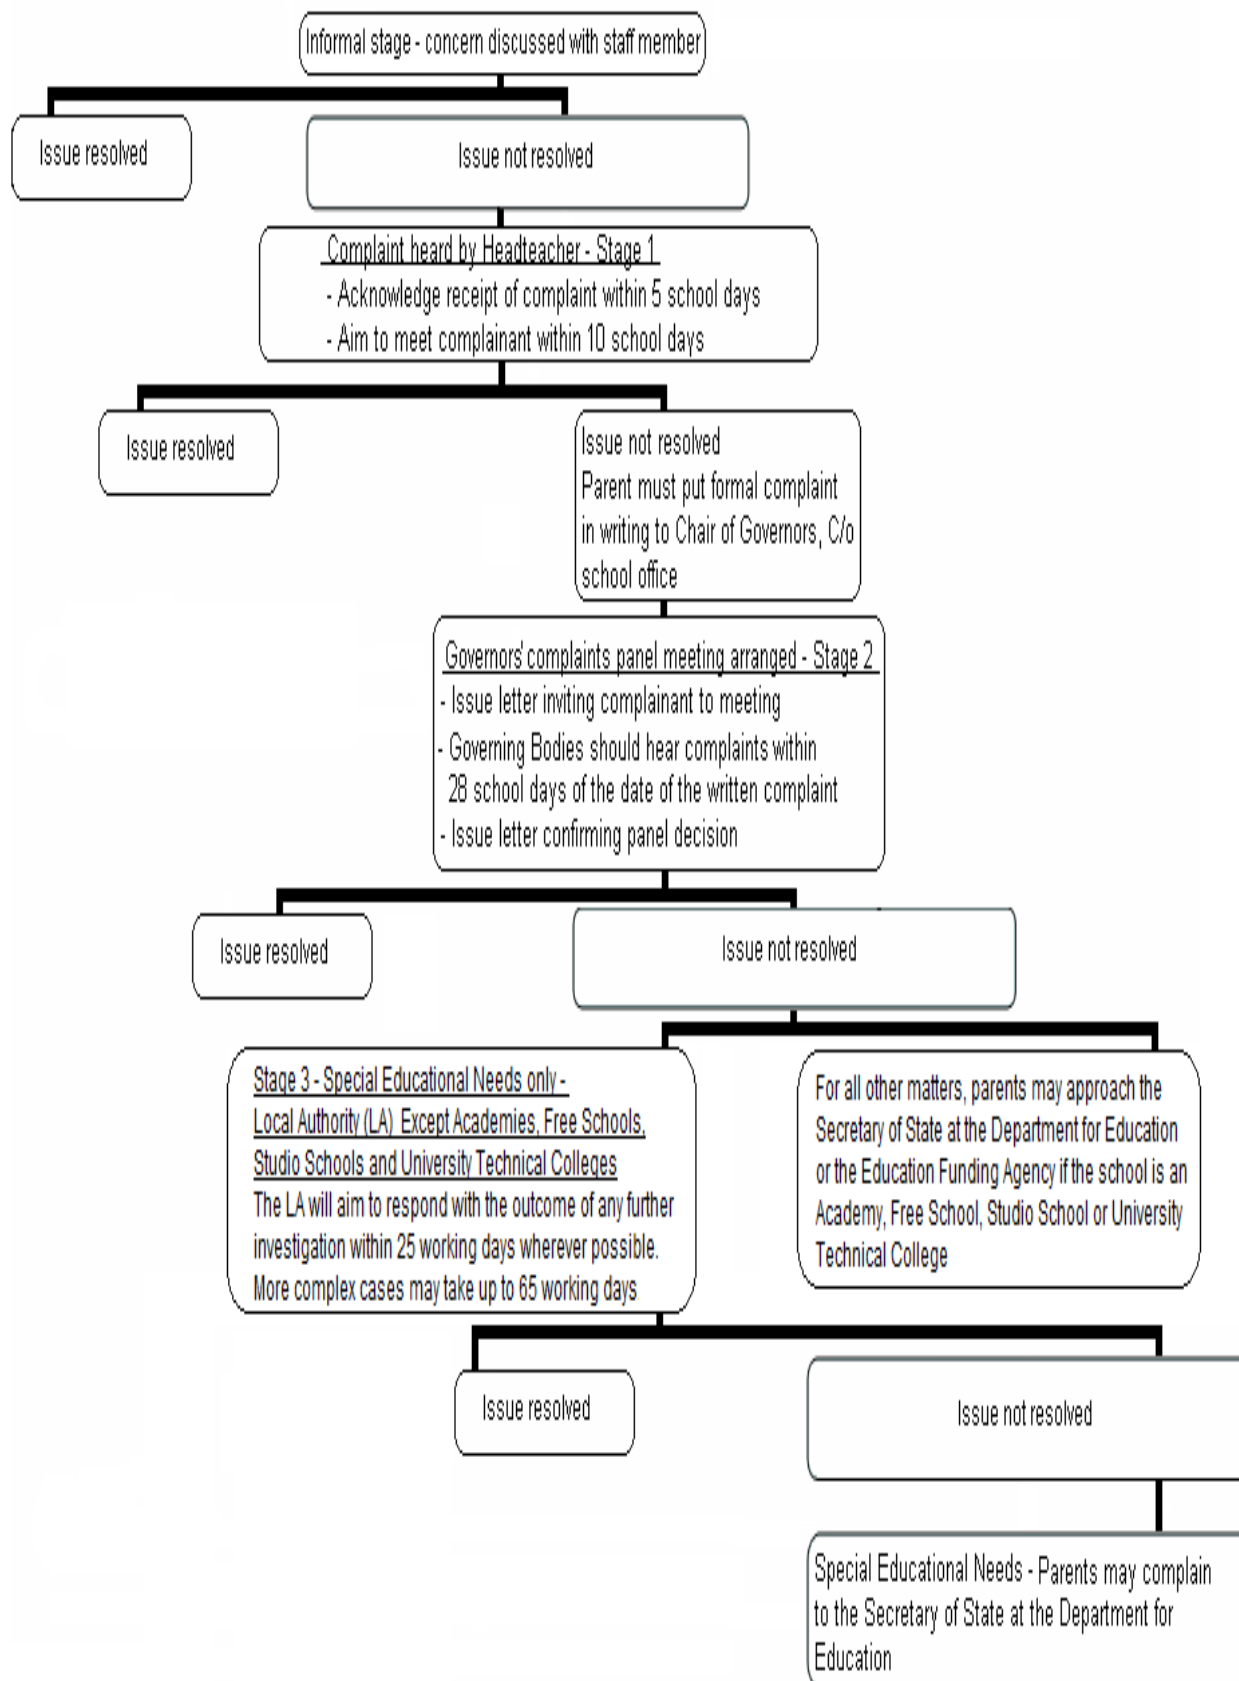 Informal stage - concern discussed with staff member
Issue resolved
Issue not resolved
Complaint heard by Headteacher - Stage 1
- Acknowledge receipt of complaint within 5 school days
- Aim to meet complainant within 10 school days
Issue resolved
Issue not resolved
Parent must put formal complaint
in writing to Chair of Governors, C/o
school office
Governors' complaints panel meeting arranged - Stage 2
- Issue letter inviting complainant to meeting
- Governing Bodies should hear complaints within
28 school days of the date of the written complaint
- Issue letter confirming panel decision
Issue resolved
Issue not resolved
Stage 3 - Special Educational Needs only -
Local Authority (LA) Except Academies, Free Schools,
Studio Schools and University Technical Colleges
The LA will aim to respond with the outcome of any further
investigation within 25 working days wherever possible.
More complex cases may take up to 65 working days
For all other matters, parents may approach the
Secretary of State at the Department for Education
or the Education Funding Agency if the school is an
Academy, Free School, Studio School or University
Technical College
Issue resolved
Issue not resolved
Special Educational Needs - Parents may complain
to the Secretary of State at the Department for
Education